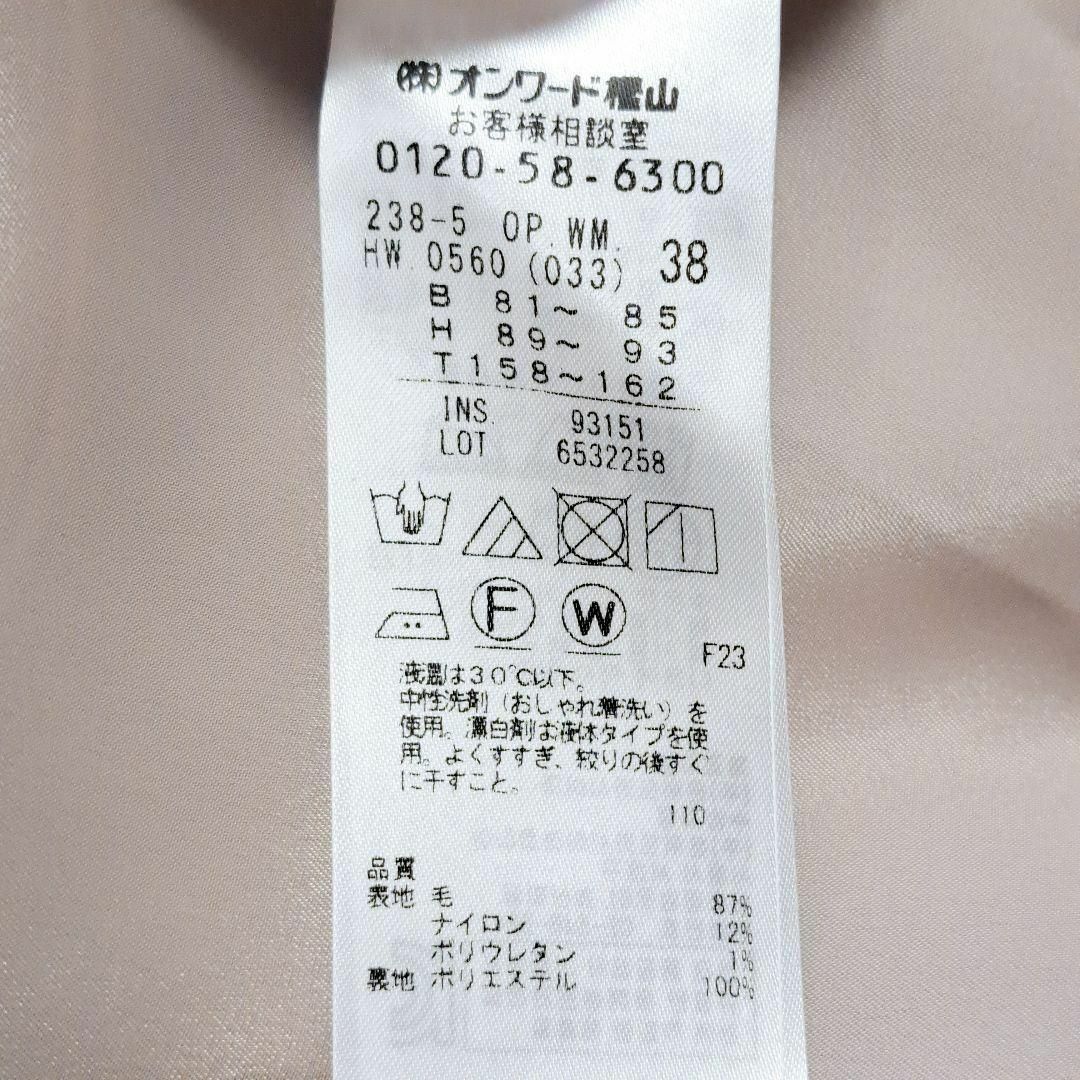 (株)オンワード樫山
お客様相談室
0120-58-6300
238-5 OP.WM. 38
HW.0560 (033)
B 81～ 85
H 89～ 93
T158～162
INS. 93151
LOT 6532258
F W
F23
液温は30℃以下。
中性洗剤（おしゃれ着洗い）を
使用。漂白剤は液体タイプを使
用。よくすすぎ、絞りの後すぐ
に干すこと。
110
品質
表地 毛 87%
ナイロン 12%
ポリウレタン 1%
裏地 ポリエステル 100%